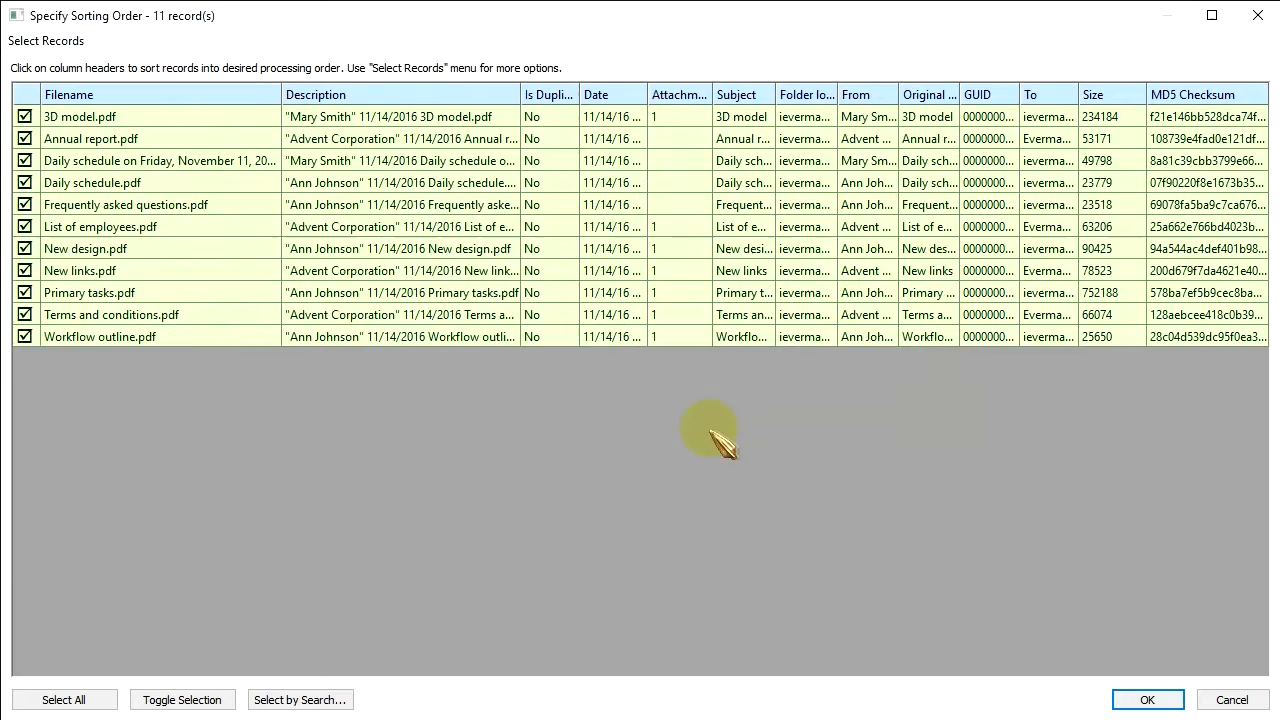 Specify Sorting Order - 11 record(s)
Select Records
Click on column headers to sort records into desired processing order. Use "Select Records" menu for more options.
Filename Description Is Dupli... Date Attachm... Subject Folder lo... From Original ... GUID To Size MD5 Checksum
3D model.pdf "Mary Smith" 11/14/2016 3D model.pdf No 11/14/16 ... 1 3D model ieverma... Mary Sm... 3D model 0000000... ieverma... 234184 f21e146bb528dca74f...
Annual report.pdf "Advent Corporation" 11/14/2016 Annual r... No 11/14/16 ... Annual r... ieverma... Advent ... Annual r... 0000000... Everma... 53171 108739e4fad0e121df...
Daily schedule on Friday, November 11, 20... "Mary Smith" 11/14/2016 Daily schedule o... No 11/14/16 ... Daily sch... ieverma... Mary Sm... Daily sch... 0000000... ieverma... 49798 8a81c39cbb3799e66...
Daily schedule.pdf "Ann Johnson" 11/14/2016 Daily schedule.... No 11/14/16 ... Daily sch... ieverma... Ann Joh... Daily sch... 0000000... ieverma... 23779 07f90220f8e1673b35...
Frequently asked questions.pdf "Ann Johnson" 11/14/2016 Frequently aske... No 11/14/16 ... Frequent... ieverma... Ann Joh... Frequent... 0000000... ieverma... 23518 69078fa5ba9c7ca676...
List of employees.pdf "Advent Corporation" 11/14/2016 List of e... No 11/14/16 ... 1 List of e... ieverma... Advent ... List of e... 0000000... Everma... 63206 25a662e766bd4023b...
New design.pdf "Ann Johnson" 11/14/2016 New design.pdf No 11/14/16 ... 1 New desi... ieverma... Ann Joh... New des... 0000000... ieverma... 90425 94a544ac4def401b98...
New links.pdf "Advent Corporation" 11/14/2016 New link... No 11/14/16 ... 1 New links ieverma... Advent ... New links 0000000... Everma... 78523 200d679f7da4621e40...
Primary tasks.pdf "Ann Johnson" 11/14/2016 Primary tasks.pdf No 11/14/16 ... 1 Primary t... ieverma... Ann Joh... Primary ... 0000000... ieverma... 752188 578ba7ef5b9cec8ba...
Terms and conditions.pdf "Advent Corporation" 11/14/2016 Terms a... No 11/14/16 ... 1 Terms an... ieverma... Advent ... Terms a... 0000000... Everma... 66074 128aebcee418c0b39...
Workflow outline.pdf "Ann Johnson" 11/14/2016 Workflow outli... No 11/14/16 ... 1 Workflo... ieverma... Ann Joh... Workflo... 0000000... ieverma... 25650 28c04d539dc95f0ea3...
Select All Toggle Selection Select by Search... OK Cancel